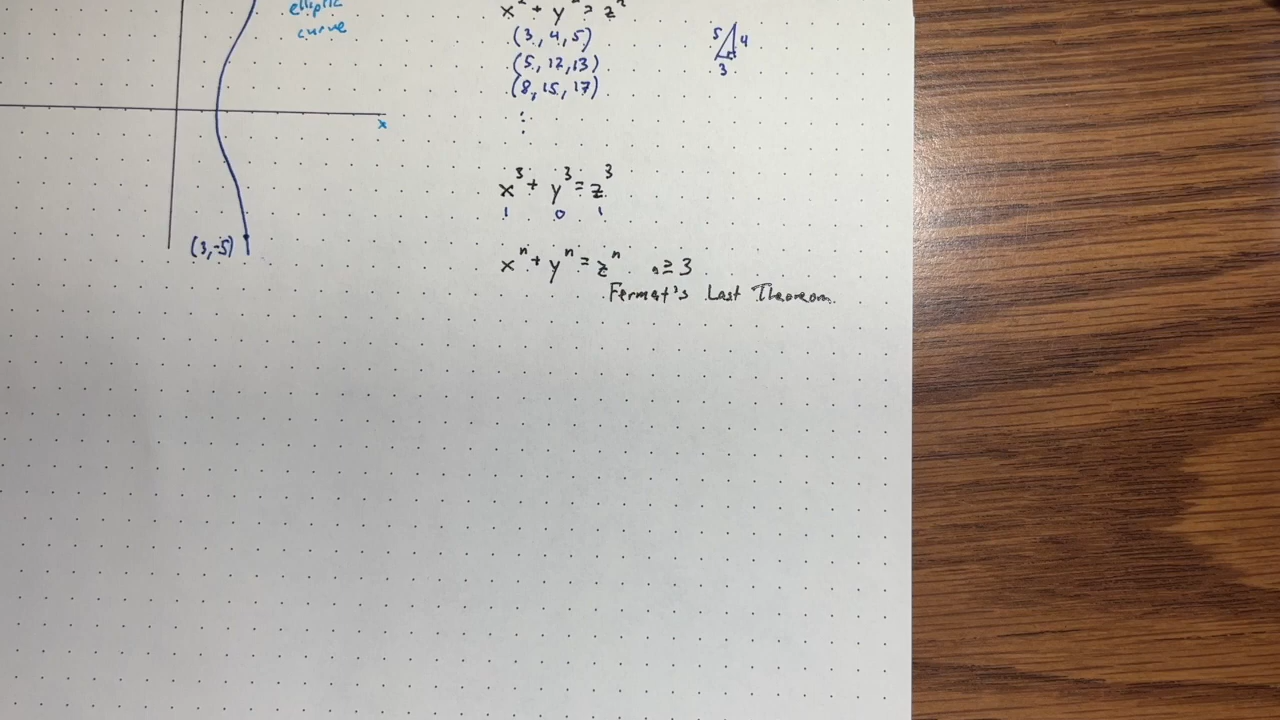 elliptic
curve
x
(3,-5)
x² + y² = z²
(3, 4, 5)
(5, 12, 13)
(8, 15, 17)
⋮
5 4
3
x³ + y³ = z³
1 0 1
xⁿ + yⁿ = zⁿ n ≥ 3
Fermat's Last Theorem